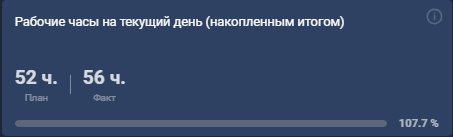 Рабочие часы на текущий день (накопленным итогом)
52 ч. 56 ч.
План Факт
107.7 %